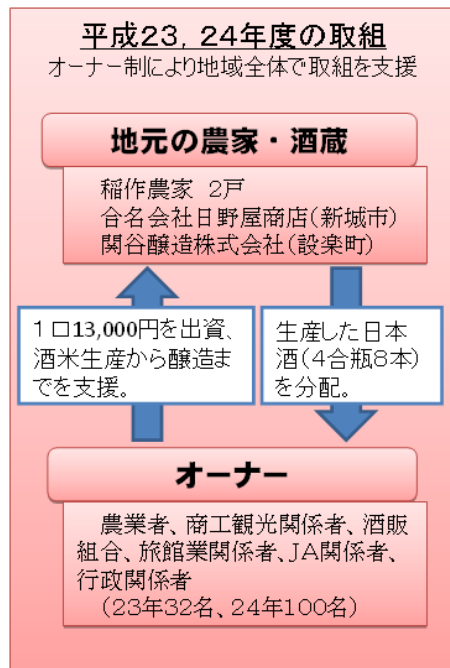 平成23，24年度の取組
オーナー制により地域全体で取組を支援
地元の農家・酒蔵
稲作農家　2戸
合名会社日野屋商店(新城市)
関谷醸造株式会社(設楽町)
1口13,000円を出資、
酒米生産から醸造ま
でを支援。
生産した日本
酒(4合瓶8本)
を分配。
オーナー
農業者、商工観光関係者、酒販
組合、旅館業関係者、JA関係者、
行政関係者
(23年32名、24年100名)